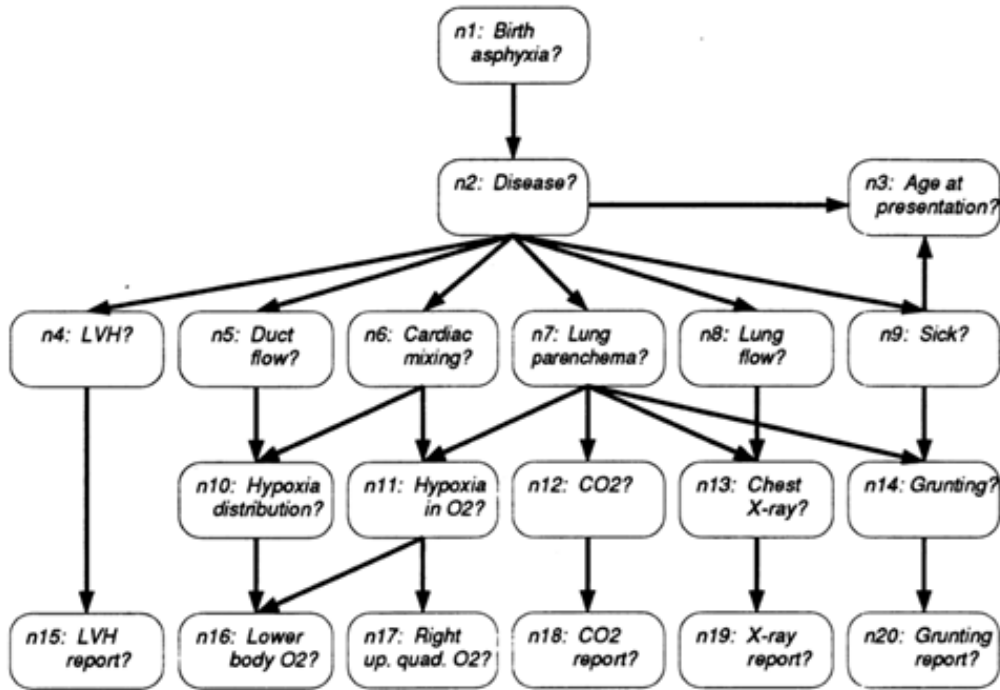 n1: Birth
asphyxia?
n2: Disease?
n3: Age at
presentation?
n4: LVH?
n5: Duct
flow?
n6: Cardiac
mixing?
n7: Lung
parenchema?
n8: Lung
flow?
n9: Sick?
n10: Hypoxia
distribution?
n11: Hypoxia
in O2?
n12: CO2?
n13: Chest
X-ray?
n14: Grunting?
n15: LVH
report?
n16: Lower
body O2?
n17: Right
up. quad. O2?
n18: CO2
report?
n19: X-ray
report?
n20: Grunting
report?